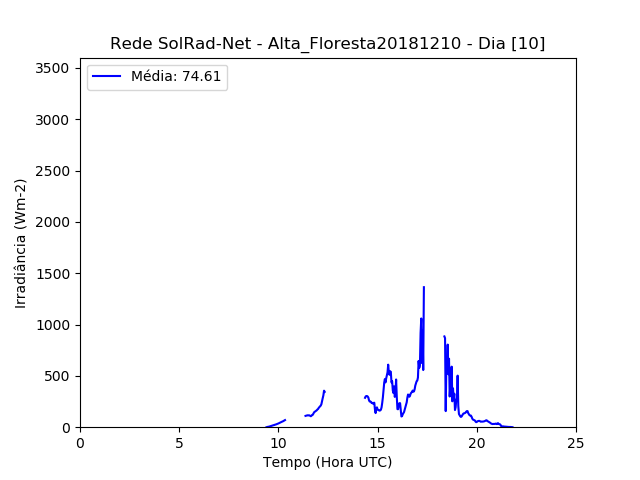 Rede SolRad-Net - Alta_Floresta20181210 - Dia [10]
Média: 74.61
3500
3000
2500
2000
1500
1000
500
0
Irradiância (Wm-2)
0 5 10 15 20 25
Tempo (Hora UTC)